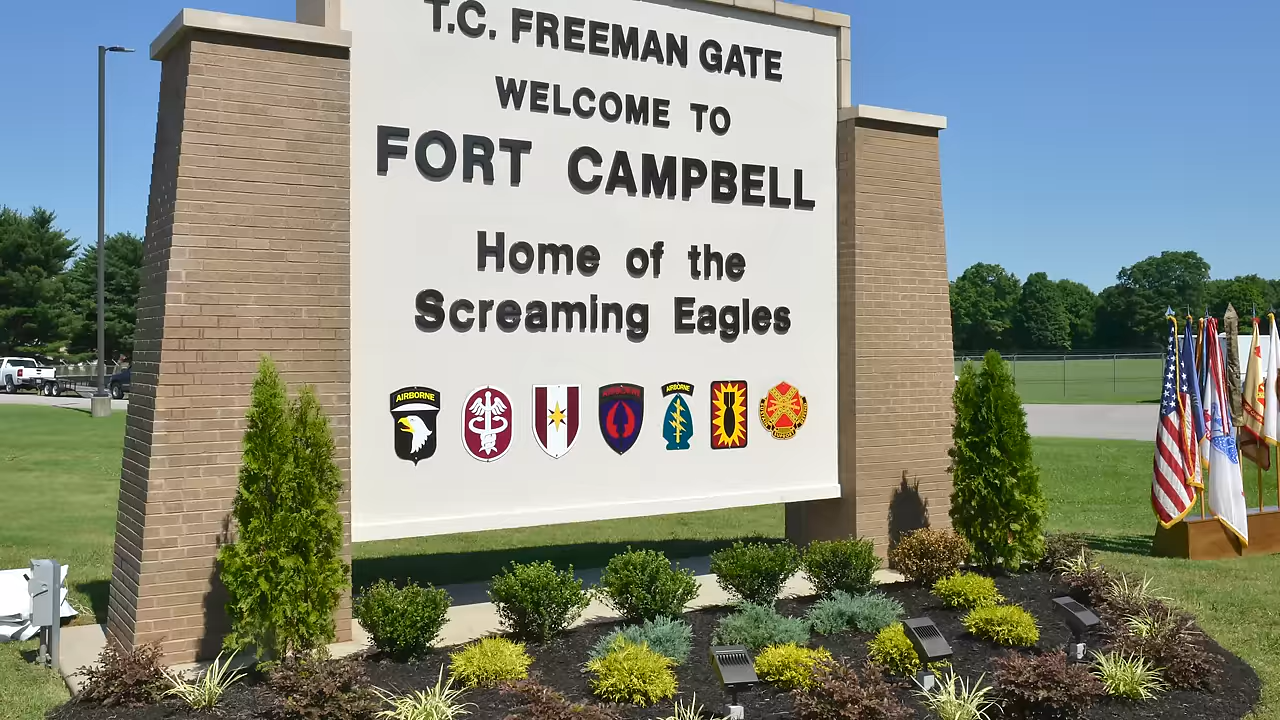 T.C. FREEMAN GATE
WELCOME TO
FORT CAMPBELL
Home of the
Screaming Eagles
AIRBORNE
AIRBORNE
AIRBORNE